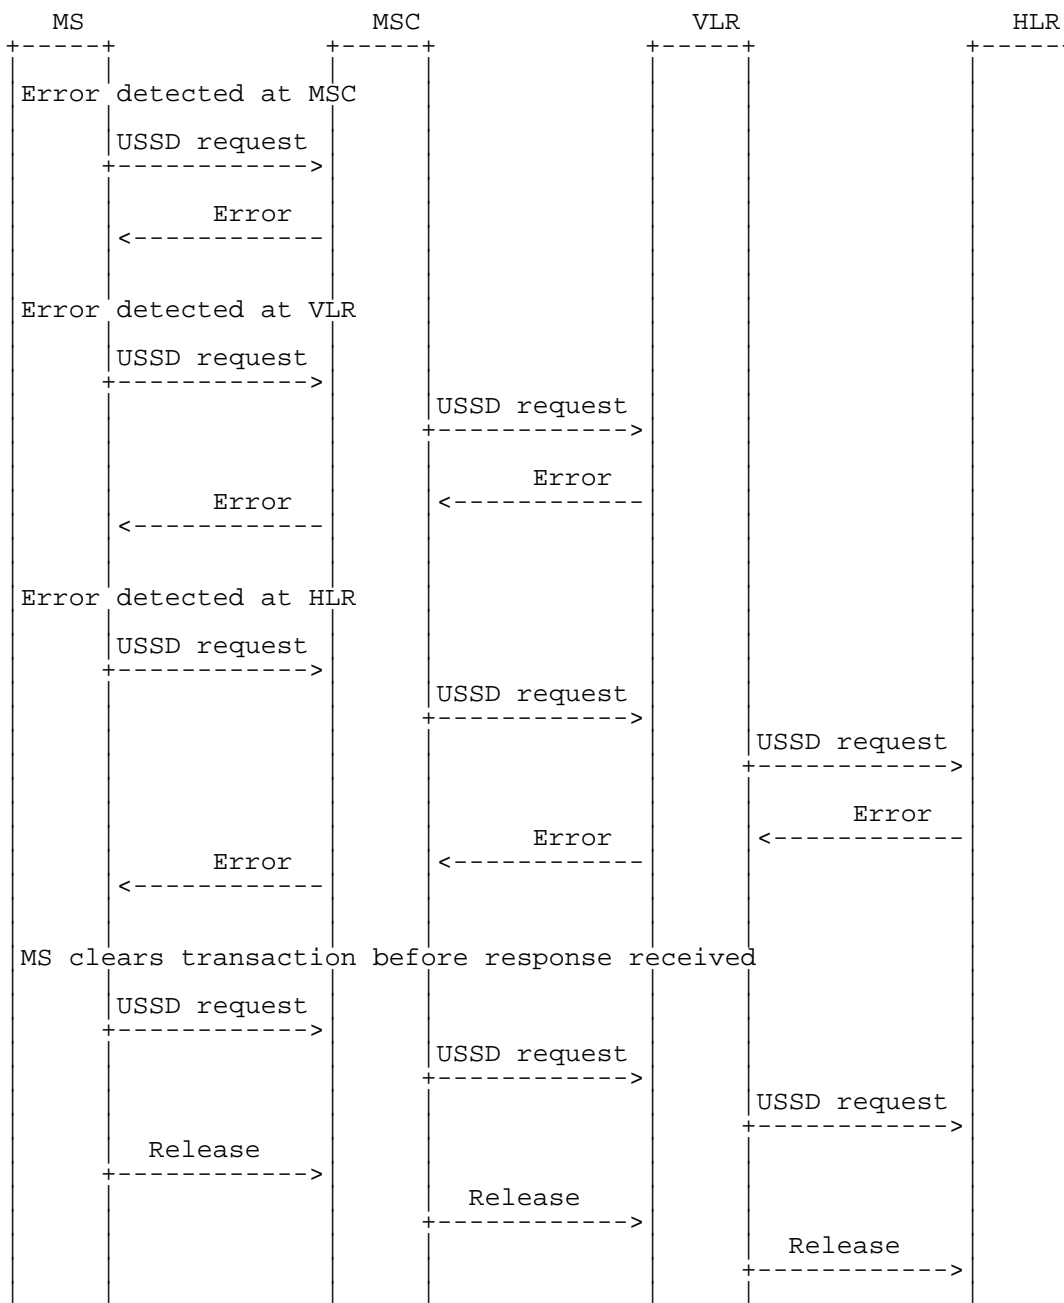 MS MSC VLR HLR
Error detected at MSC
USSD request
Error
Error detected at VLR
USSD request
USSD request
Error
Error
Error detected at HLR
USSD request
USSD request
USSD request
Error
Error
Error
MS clears transaction before response received
USSD request
USSD request
USSD request
Release
Release
Release